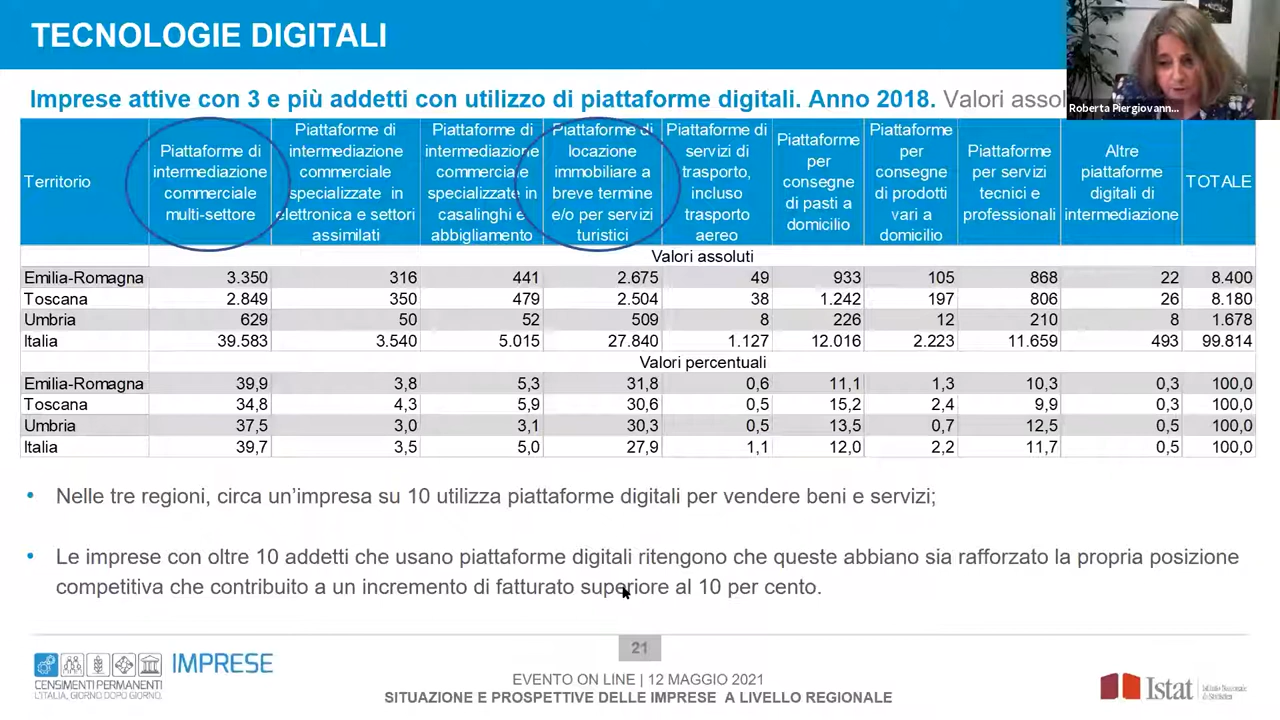 TECNOLOGIE DIGITALI
Roberta Piergiovann...
Imprese attive con 3 e più addetti con utilizzo di piattaforme digitali. Anno 2018. Valori assol
Territorio
Piattaforme di intermediazione commerciale multi-settore
Piattaforme di intermediazione commerciale specializzate in elettronica e settori assimilati
Piattaforme di intermediazione commerciale specializzate in casalinghi e abbigliamento
Piattaforme di locazione immobiliare a breve termine e/o per servizi turistici
Piattaforme di servizi di trasporto, incluso trasporto aereo
Piattaforme per consegne di pasti a domicilio
Piattaforme per consegne di prodotti vari a domicilio
Piattaforme per servizi tecnici e professionali
Altre piattaforme digitali di intermediazione
TOTALE
Valori assoluti
Emilia-Romagna 3.350 316 441 2.675 49 933 105 868 22 8.400
Toscana 2.849 350 479 2.504 38 1.242 197 806 26 8.180
Umbria 629 50 52 509 8 226 12 210 8 1.678
Italia 39.583 3.540 5.015 27.840 1.127 12.016 2.223 11.659 493 99.814
Valori percentuali
Emilia-Romagna 39,9 3,8 5,3 31,8 0,6 11,1 1,3 10,3 0,3 100,0
Toscana 34,8 4,3 5,9 30,6 0,5 15,2 2,4 9,9 0,3 100,0
Umbria 37,5 3,0 3,1 30,3 0,5 13,5 0,7 12,5 0,5 100,0
Italia 39,7 3,5 5,0 27,9 1,1 12,0 2,2 11,7 0,5 100,0
• Nelle tre regioni, circa un'impresa su 10 utilizza piattaforme digitali per vendere beni e servizi;
• Le imprese con oltre 10 addetti che usano piattaforme digitali ritengono che queste abbiano sia rafforzato la propria posizione
competitiva che contribuito a un incremento di fatturato superiore al 10 per cento.
21
IMPRESE
CENSIMENTI PERMANENTI
L'ITALIA, GIORNO DOPO GIORNO.
EVENTO ON LINE | 12 MAGGIO 2021
SITUAZIONE E PROSPETTIVE DELLE IMPRESE A LIVELLO REGIONALE
Istat